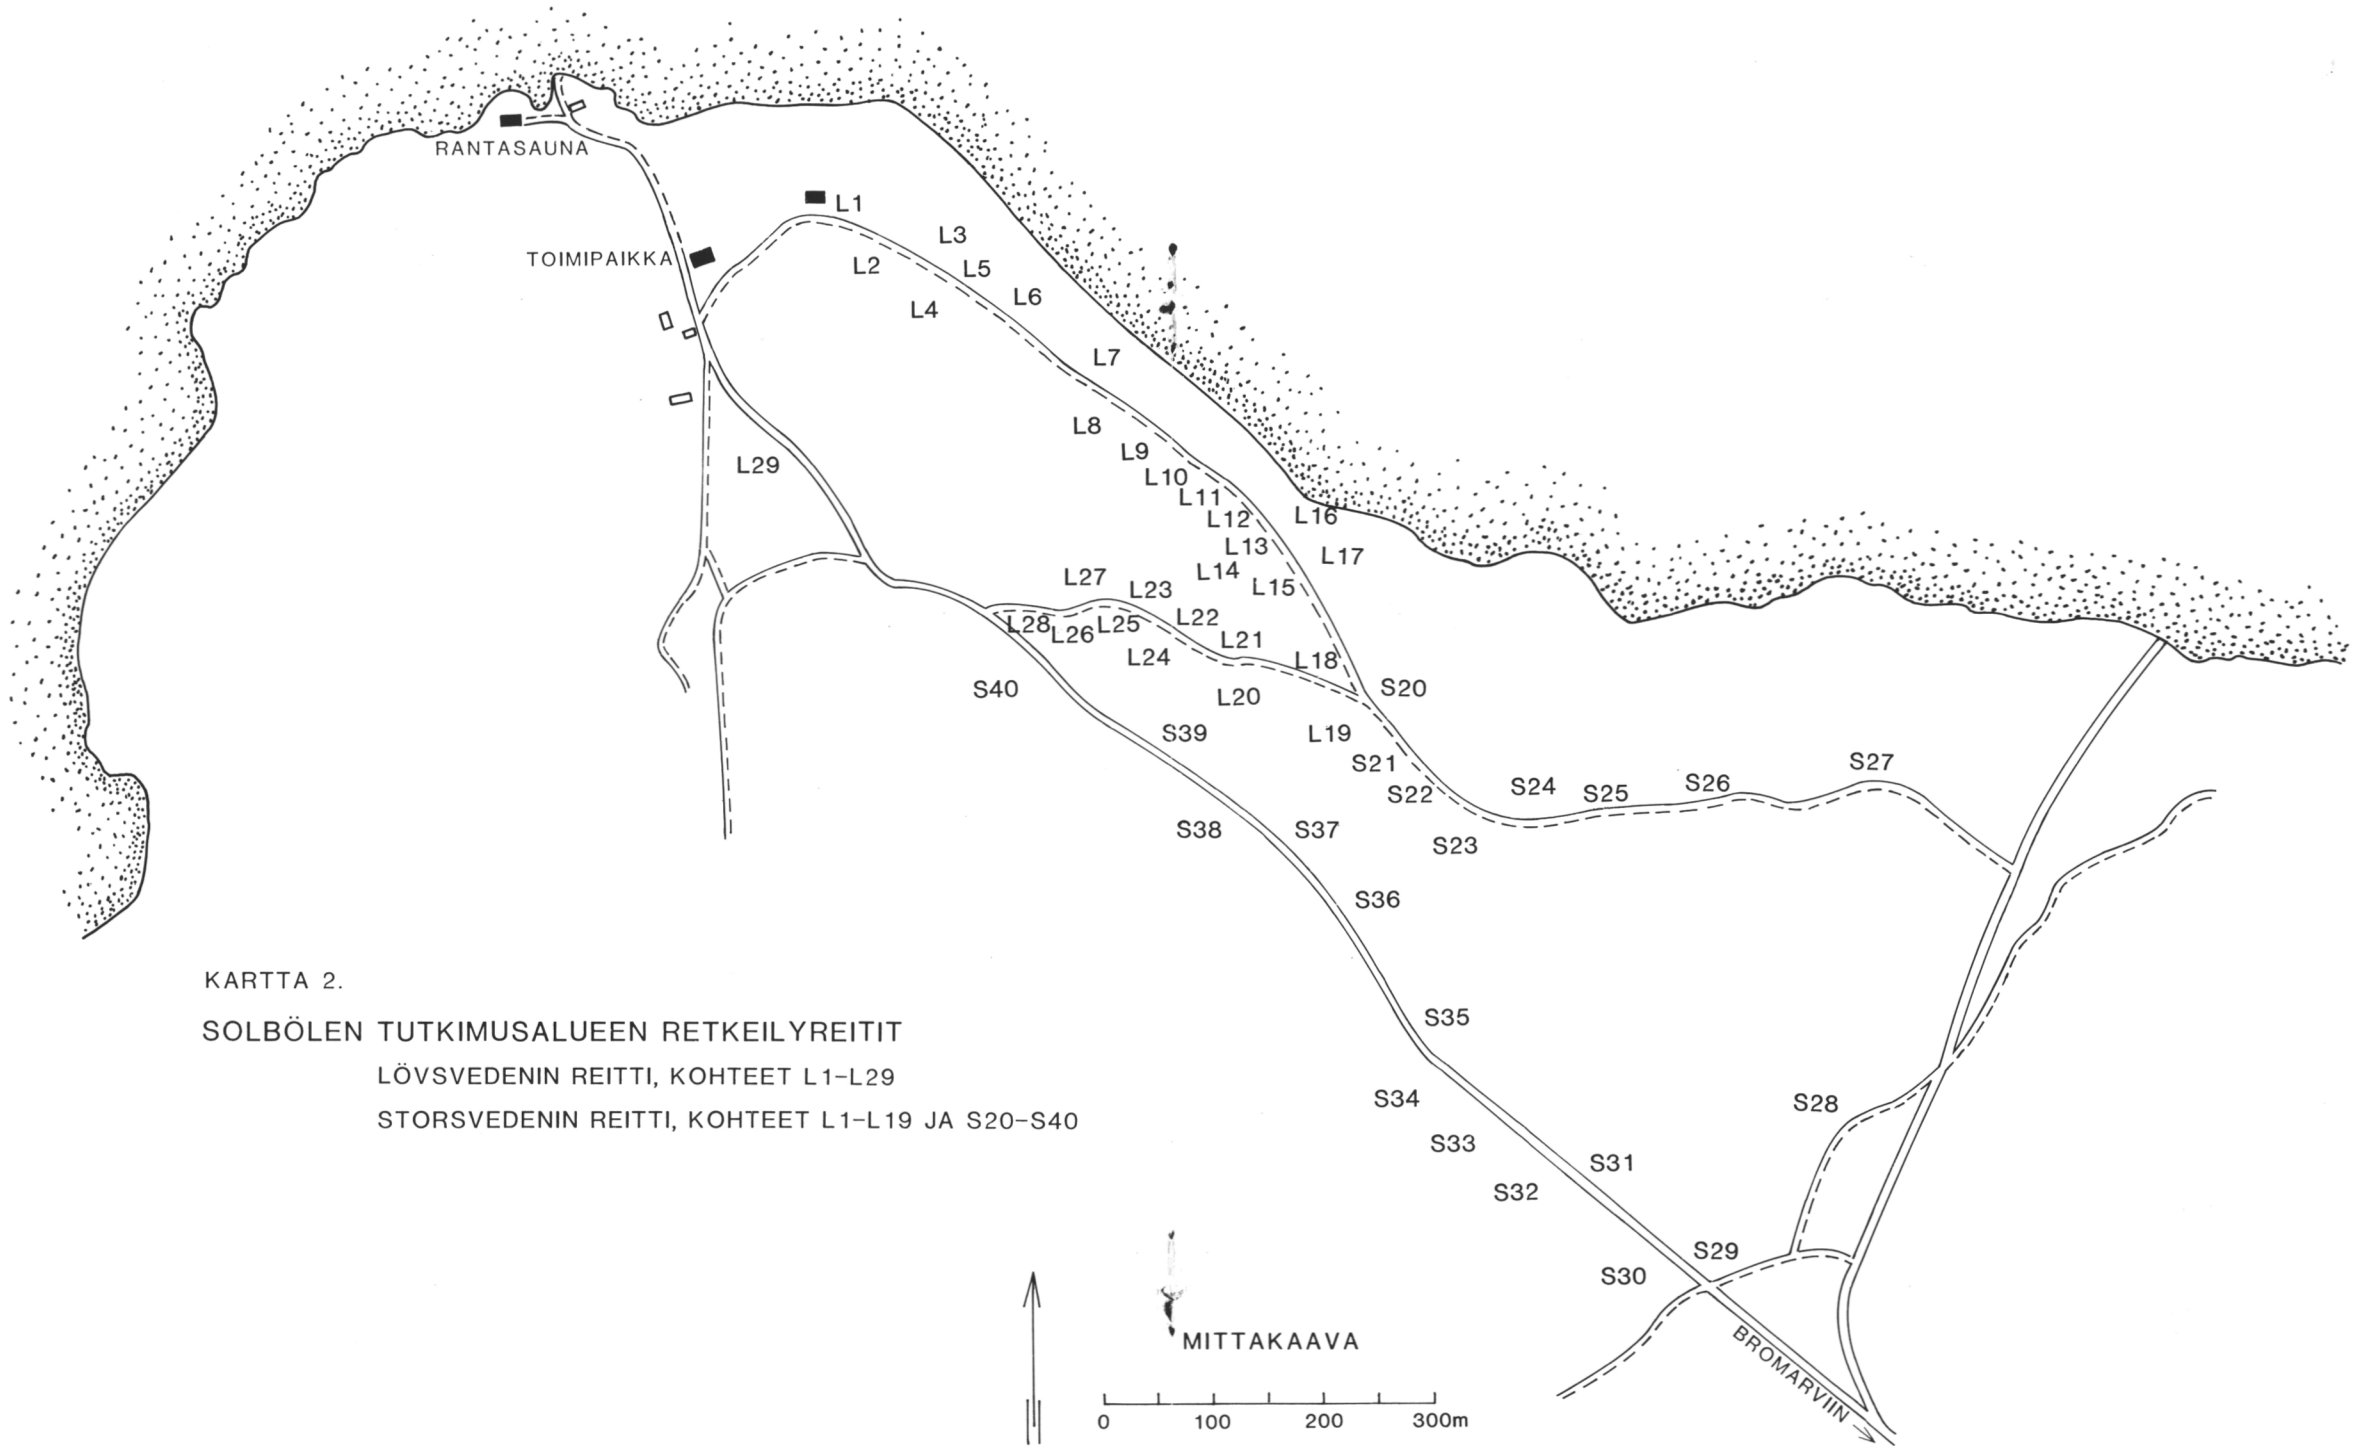 RANTASAUNA
L1
L3
TOIMIPAIKKA
L2
L5
L6
L4
L7
L8
L9
L29
L10
L11
L12
L16
L13
L17
L14
L27
L23
L15
L22
L28
L26
L25
L21
L24
L18
S40
L20
S20
S39
L19
S21
S27
S22
S24
S25
S26
S38
S37
S23
S36
KARTTA 2.
S35
SOLBÖLEN TUTKIMUSALUEEN RETKEILYREITIT
LÖVSVEDENIN REITTI, KOHTEET L1-L29
S34
S28
STORSVEDENIN REITTI, KOHTEET L1-L19 JA S20-S40
S33
S31
S32
S29
S30
MITTAKAAVA
BROMARVIIN
0 100 200 300m